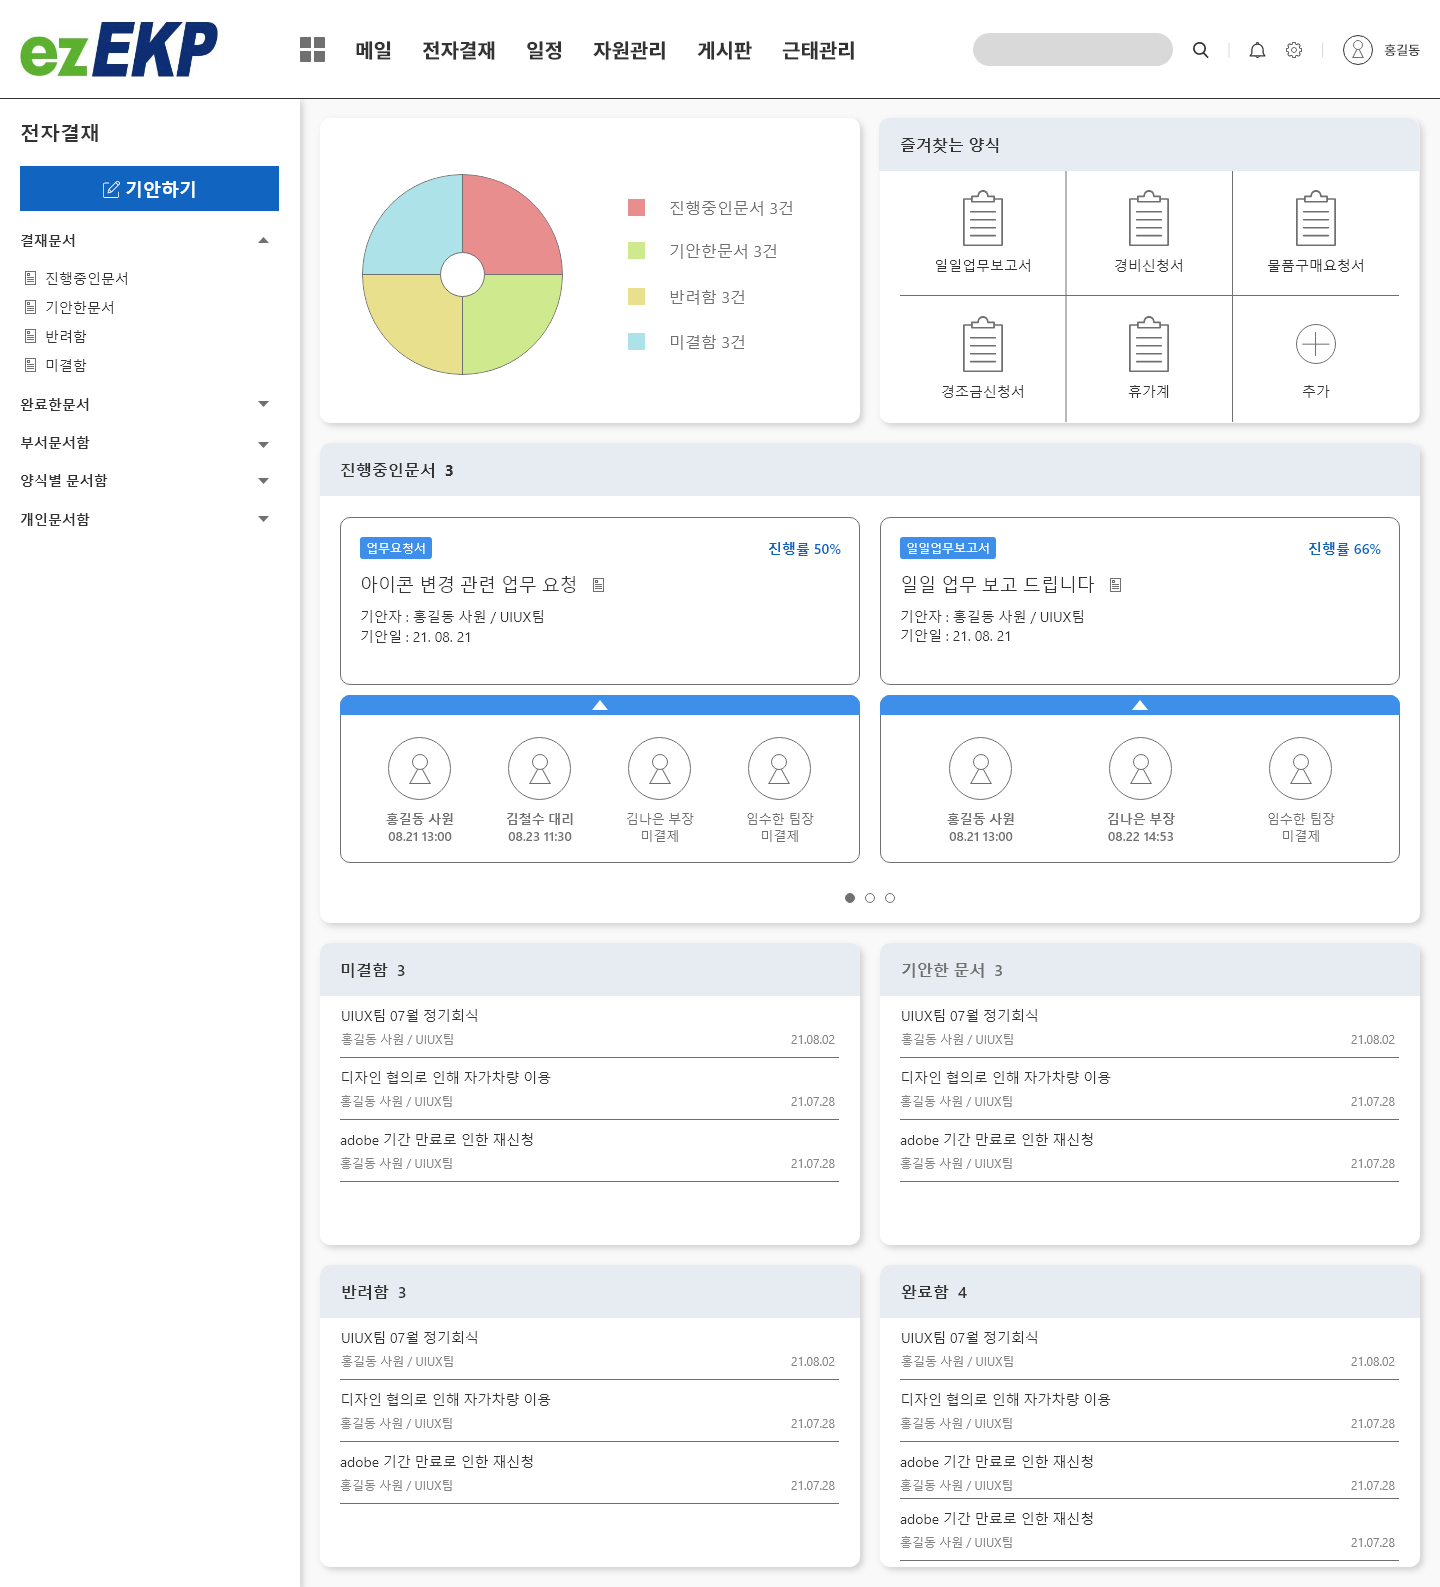 ezEKP
메일 전자결재 일정 자원관리 게시판 근태관리
홍길동
전자결재
기안하기
결재문서
진행중인문서
기안한문서
반려함
미결함
완료한문서
부서문서함
양식별 문서함
개인문서함
진행중인문서 3건
기안한문서 3건
반려함 3건
미결함 3건
즐겨찾는 양식
일일업무보고서
경비신청서
물품구매요청서
경조금신청서
휴가계
추가
진행중인문서 3
업무요청서
진행률 50%
아이콘 변경 관련 업무 요청
기안자 : 홍길동 사원 / UIUX팀
기안일 : 21. 08. 21
홍길동 사원
08.21 13:00
김철수 대리
08.23 11:30
김나은 부장
미결제
임수한 팀장
미결제
일일업무보고서
진행률 66%
일일 업무 보고 드립니다
기안자 : 홍길동 사원 / UIUX팀
기안일 : 21. 08. 21
홍길동 사원
08.21 13:00
김나은 부장
08.22 14:53
임수한 팀장
미결제
미결함 3
UIUX팀 07월 정기회식
홍길동 사원 / UIUX팀 21.08.02
디자인 협의로 인해 자가차량 이용
홍길동 사원 / UIUX팀 21.07.28
adobe 기간 만료로 인한 재신청
홍길동 사원 / UIUX팀 21.07.28
기안한 문서 3
UIUX팀 07월 정기회식
홍길동 사원 / UIUX팀 21.08.02
디자인 협의로 인해 자가차량 이용
홍길동 사원 / UIUX팀 21.07.28
adobe 기간 만료로 인한 재신청
홍길동 사원 / UIUX팀 21.07.28
반려함 3
UIUX팀 07월 정기회식
홍길동 사원 / UIUX팀 21.08.02
디자인 협의로 인해 자가차량 이용
홍길동 사원 / UIUX팀 21.07.28
adobe 기간 만료로 인한 재신청
홍길동 사원 / UIUX팀 21.07.28
완료함 4
UIUX팀 07월 정기회식
홍길동 사원 / UIUX팀 21.08.02
디자인 협의로 인해 자가차량 이용
홍길동 사원 / UIUX팀 21.07.28
adobe 기간 만료로 인한 재신청
홍길동 사원 / UIUX팀 21.07.28
adobe 기간 만료로 인한 재신청
홍길동 사원 / UIUX팀 21.07.28